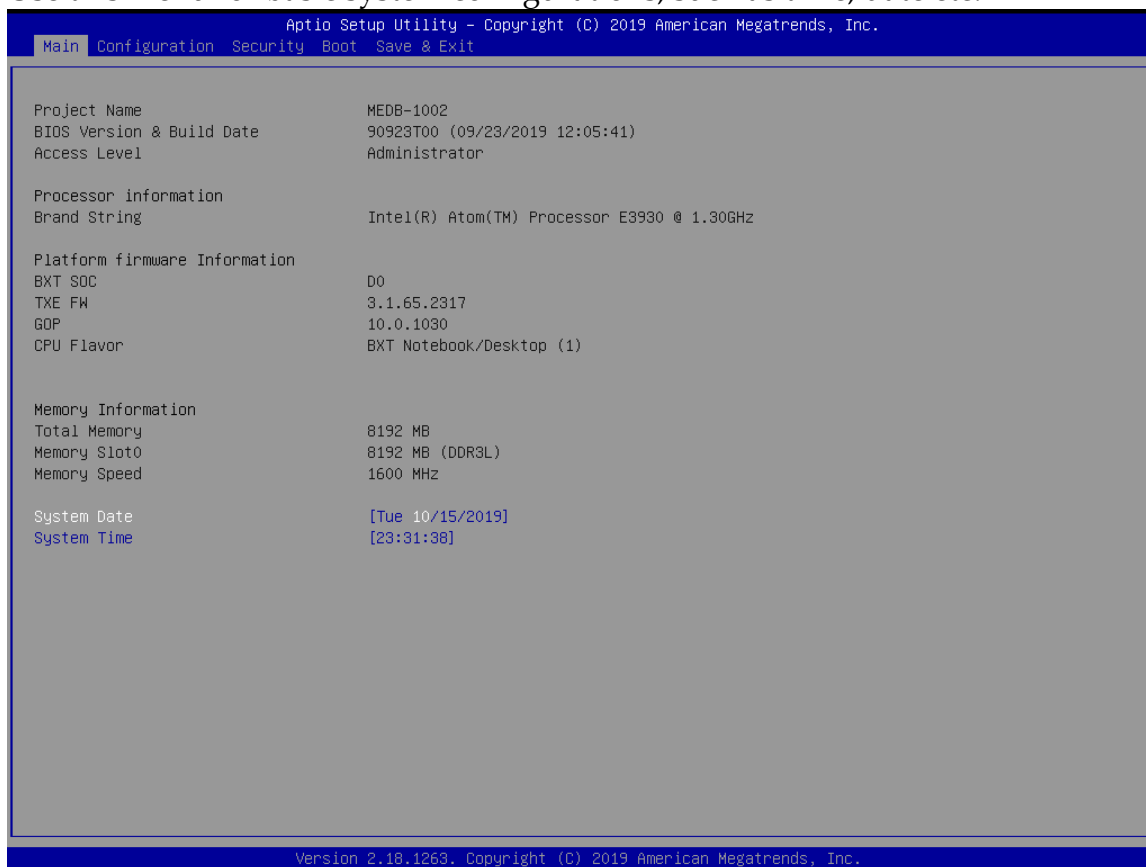 Aptio Setup Utility – Copyright (C) 2019 American Megatrends, Inc.
Main Configuration Security Boot Save & Exit
Project Name MEDB-1002
BIOS Version & Build Date 90923T00 (09/23/2019 12:05:41)
Access Level Administrator
Processor information
Brand String Intel(R) Atom(TM) Processor E3930 @ 1.30GHz
Platform firmware Information
BXT SOC D0
TXE FW 3.1.65.2317
GOP 10.0.1030
CPU Flavor BXT Notebook/Desktop (1)
Memory Information
Total Memory 8192 MB
Memory Slot0 8192 MB (DDR3L)
Memory Speed 1600 MHz
System Date [Tue 10/15/2019]
System Time [23:31:38]
Version 2.18.1263. Copyright (C) 2019 American Megatrends, Inc.